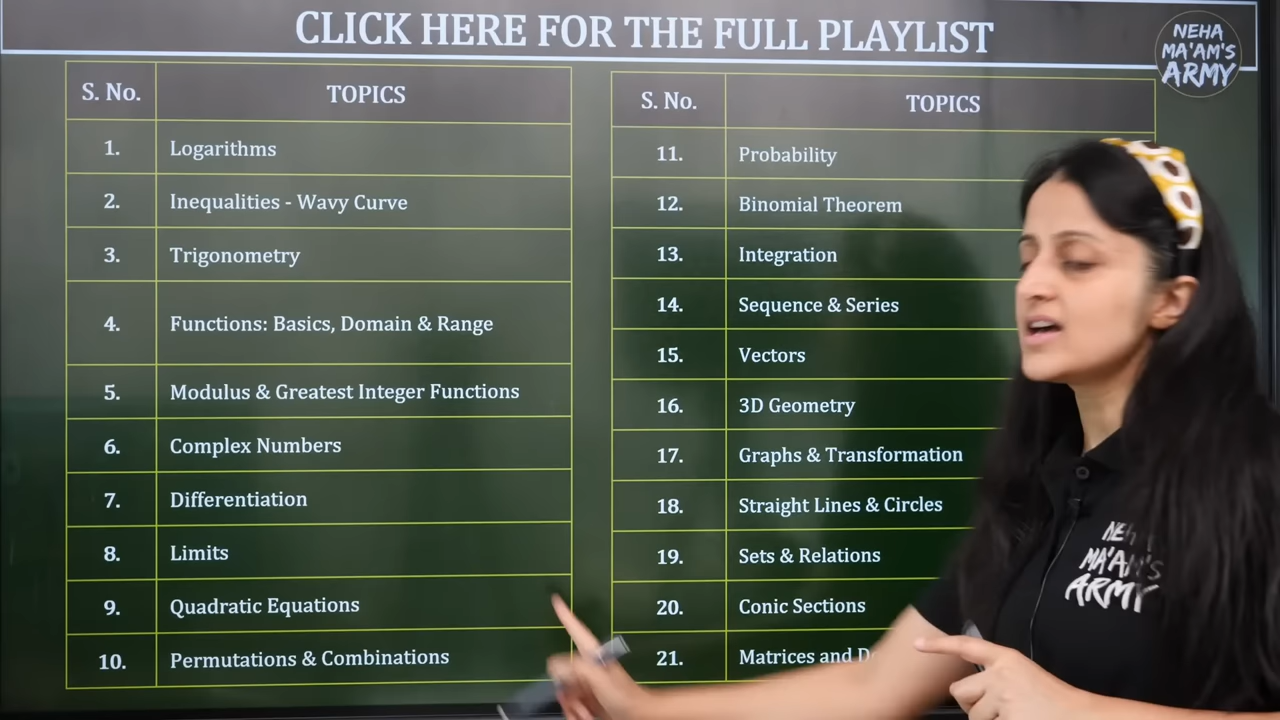 CLICK HERE FOR THE FULL PLAYLIST
NEHA
MA'AM'S
ARMY
S. No. TOPICS
1. Logarithms
2. Inequalities - Wavy Curve
3. Trigonometry
4. Functions: Basics, Domain & Range
5. Modulus & Greatest Integer Functions
6. Complex Numbers
7. Differentiation
8. Limits
9. Quadratic Equations
10. Permutations & Combinations
S. No. TOPICS
11. Probability
12. Binomial Theorem
13. Integration
14. Sequence & Series
15. Vectors
16. 3D Geometry
17. Graphs & Transformation
18. Straight Lines & Circles
19. Sets & Relations
20. Conic Sections
21. Matrices and
NEHA
MA'AM'S
ARMY